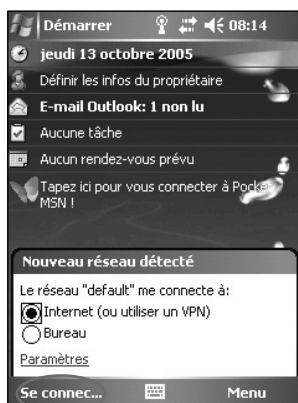 Démarrer 08:14
jeudi 13 octobre 2005
Définir les infos du propriétaire
E-mail Outlook: 1 non lu
Aucune tâche
Aucun rendez-vous prévu
Tapez ici pour vous connecter à Pocket
MSN !
Nouveau réseau détecté
Le réseau "default" me connecte à:
Internet (ou utiliser un VPN)
Bureau
Paramètres
Se connec... Menu